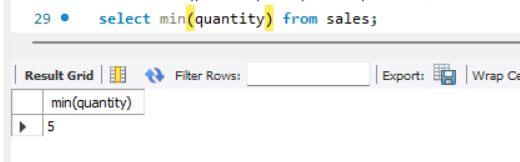 29 select min(quantity) from sales;
Result Grid Filter Rows: Export: Wrap Ce
min(quantity)
5